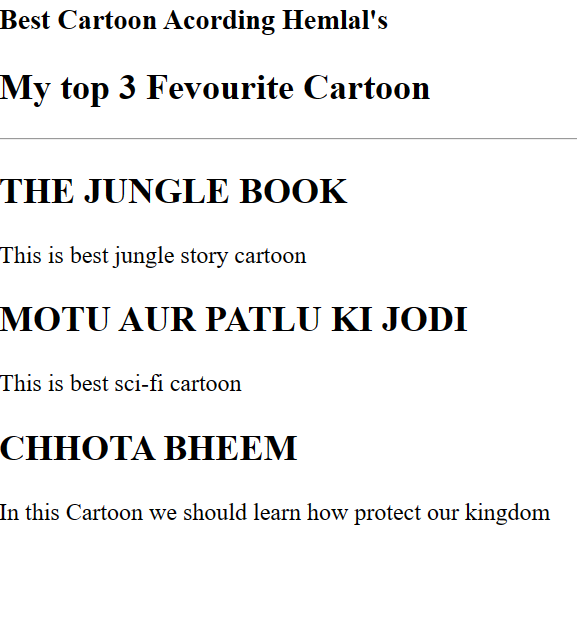 Best Cartoon Acording Hemlal's
My top 3 Fevourite Cartoon
THE JUNGLE BOOK
This is best jungle story cartoon
MOTU AUR PATLU KI JODI
This is best sci-fi cartoon
CHHOTA BHEEM
In this Cartoon we should learn how protect our kingdom